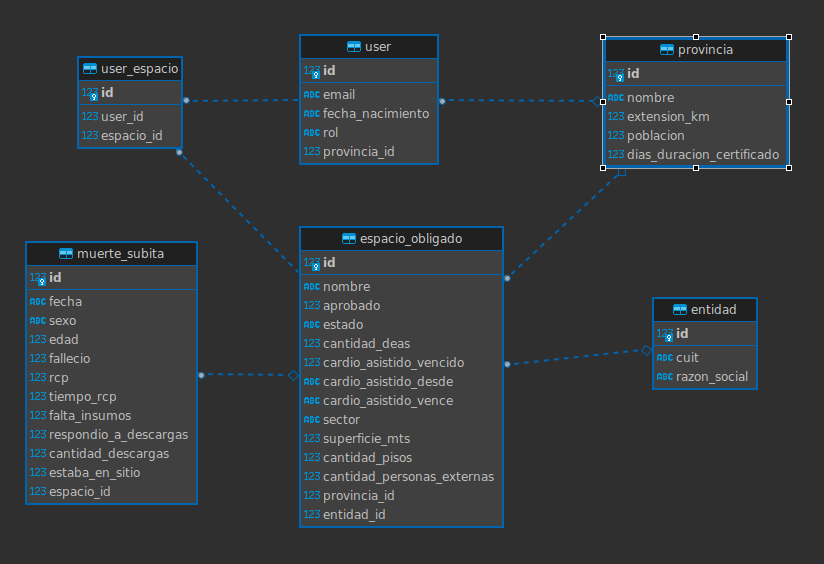 user_espacio
123 id
123 user_id
123 espacio_id
user
123 id
ABC email
ABC fecha_nacimiento
ABC rol
123 provincia_id
provincia
123 id
ABC nombre
123 extension_km
123 poblacion
123 dias_duracion_certificado
muerte_subita
123 id
ABC fecha
ABC sexo
123 edad
123 fallecio
123 rcp
123 tiempo_rcp
123 falta_insumos
123 respondio_a_descargas
123 cantidad_descargas
123 estaba_en_sitio
123 espacio_id
espacio_obligado
123 id
ABC nombre
123 aprobado
ABC estado
123 cantidad_deas
123 cardio_asistido_vencido
ABC cardio_asistido_desde
ABC cardio_asistido_vence
ABC sector
123 superficie_mts
123 cantidad_pisos
123 cantidad_personas_externas
123 provincia_id
123 entidad_id
entidad
123 id
ABC cuit
ABC razon_social